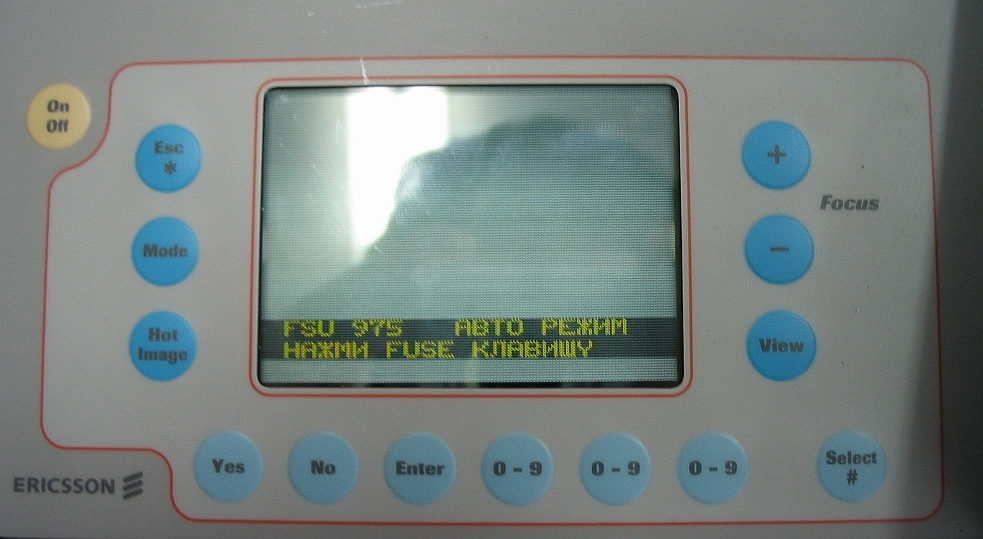 On
Off
Esc
*
Mode
Hot
Image
FSU 975 АВТО РЕЖИМ
НАЖМИ FUSE КЛАВИШУ
+
Focus
-
View
Yes
No
Enter
0 - 9
0 - 9
0 - 9
Select
#
ERICSSON